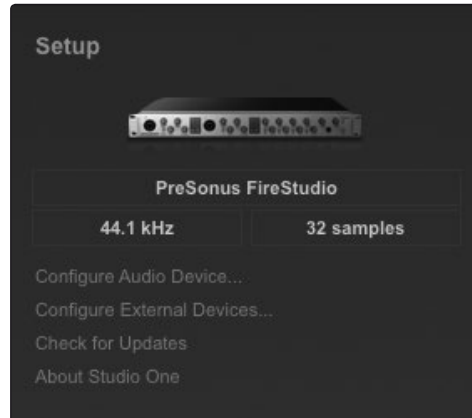 Setup
PreSonus FireStudio
44.1 kHz 32 samples
Configure Audio Device...
Configure External Devices...
Check for Updates
About Studio One